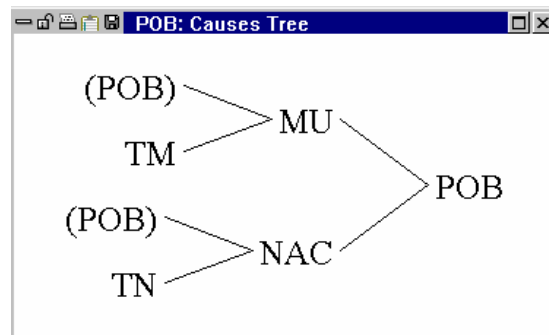 POB: Causes Tree
(POB)
MU
TM
POB
(POB)
NAC
TN